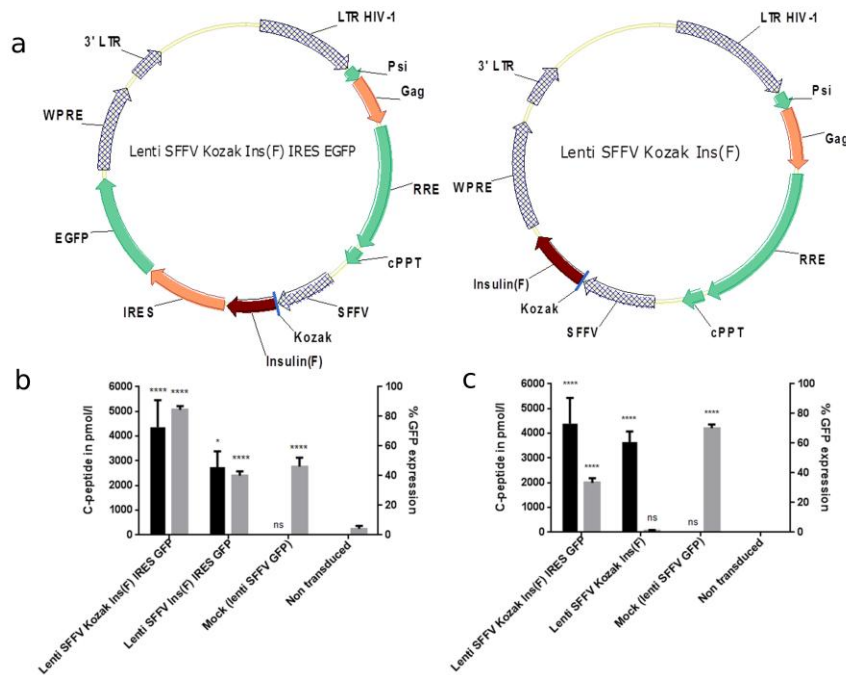 a
LTR HIV-1
3' LTR
Psi
Gag
WPRE
Lenti SFFV Kozak Ins(F) IRES EGFP
RRE
EGFP
cPPT
IRES
SFFV
Kozak
Insulin(F)
LTR HIV-1
3' LTR
Psi
Gag
Lenti SFFV Kozak Ins(F)
WPRE
RRE
Insulin(F)
Kozak
cPPT
SFFV
b
C-peptide in pmol/l
6000
5000
4000
3000
2000
1000
0
**** ****
* ****
ns ****
100
80
60
40
20
0
% GFP expression
Lenti SFFV Kozak Ins(F) IRES GFP
Lenti SFFV Ins(F) IRES GFP
Mock (lenti SFFV GFP)
Non transduced
c
C-peptide in pmol/l
6000
5000
4000
3000
2000
1000
0
**** ****
**** ns
ns ****
100
80
60
40
20
0
% GFP expression
Lenti SFFV Kozak Ins(F) IRES GFP
Lenti SFFV Kozak Ins(F)
Mock (lenti SFFV GFP)
Non transduced